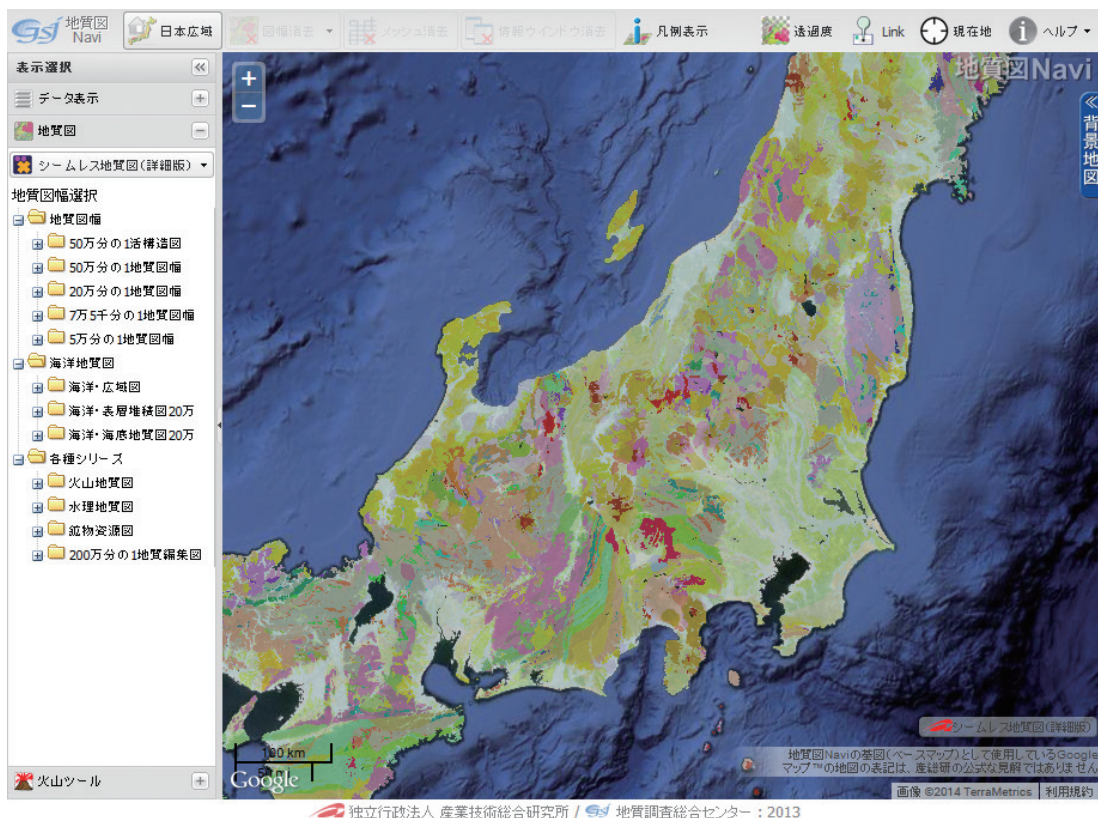 GSJ 地質図 Navi
日本広域
図幅消去
メッシュ消去
情報ウインドウ消去
凡例表示
透過度
Link
現在地
ヘルプ
表示選択
データ表示
地質図
シームレス地質図(詳細版)
地質図幅選択
地質図幅
50万分の1活構造図
50万分の1地質図幅
20万分の1地質図幅
7万5千分の1地質図幅
5万分の1地質図幅
海洋地質図
海洋・広域図
海洋・表層堆積図20万
海洋・海底地質図20万
各種シリーズ
火山地質図
水理地質図
鉱物資源図
200万分の1地質編集図
火山ツール
地質図Navi
背景地図
100 km
Google
シームレス地質図(詳細版)
地質図Naviの基図(ベースマップ)として使用しているGoogle
マップ™の地図の表記は、産総研の公式な見解ではありません
画像 ©2014 TerraMetrics
利用規約
独立行政法人 産業技術総合研究所 / GSJ 地質調査総合センター : 2013